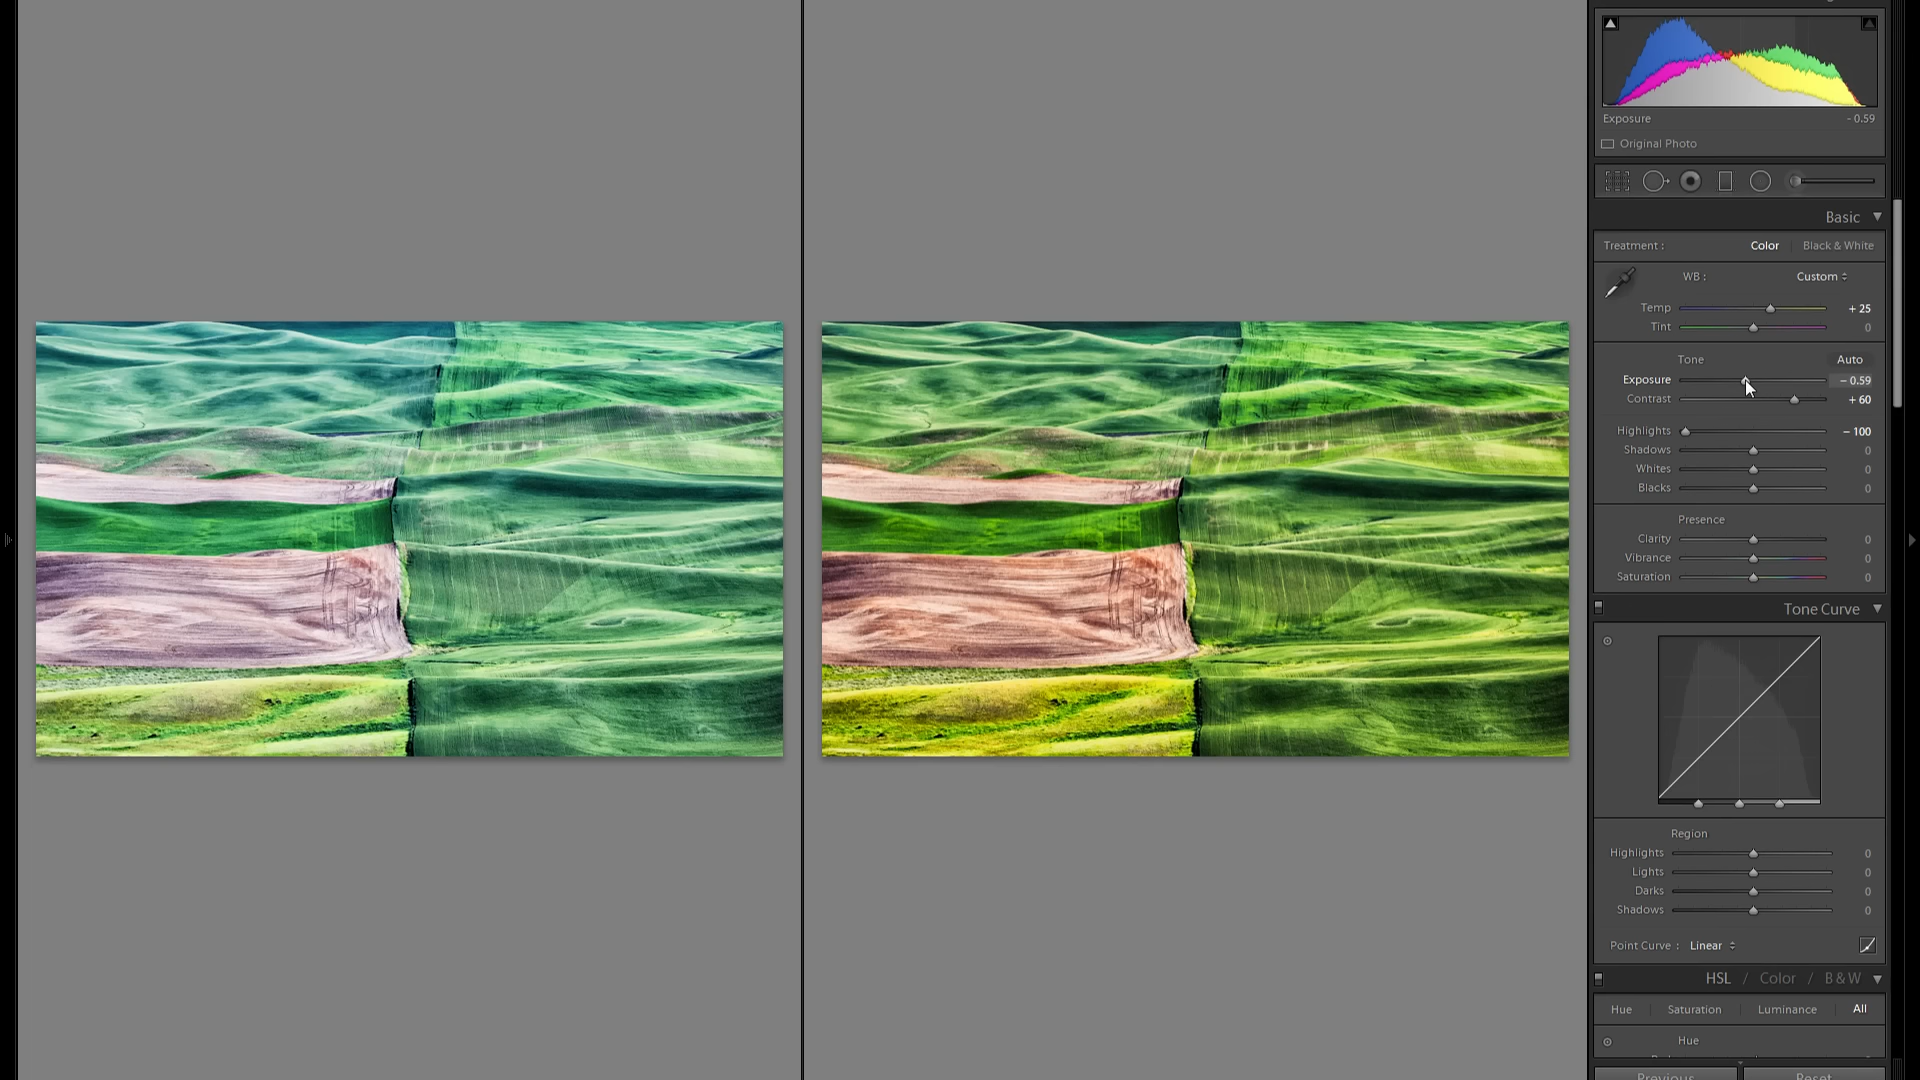 Exposure - 0.59
Original Photo
Basic
Treatment : Color Black & White
WB : Custom
Temp + 25
Tint 0
Tone Auto
Exposure - 0.59
Contrast + 60
Highlights - 100
Shadows 0
Whites 0
Blacks 0
Presence
Clarity 0
Vibrance 0
Saturation 0
Tone Curve
Region
Highlights 0
Lights 0
Darks 0
Shadows 0
Point Curve : Linear
HSL / Color / B & W
Hue Saturation Luminance All
Hue
Previous Reset